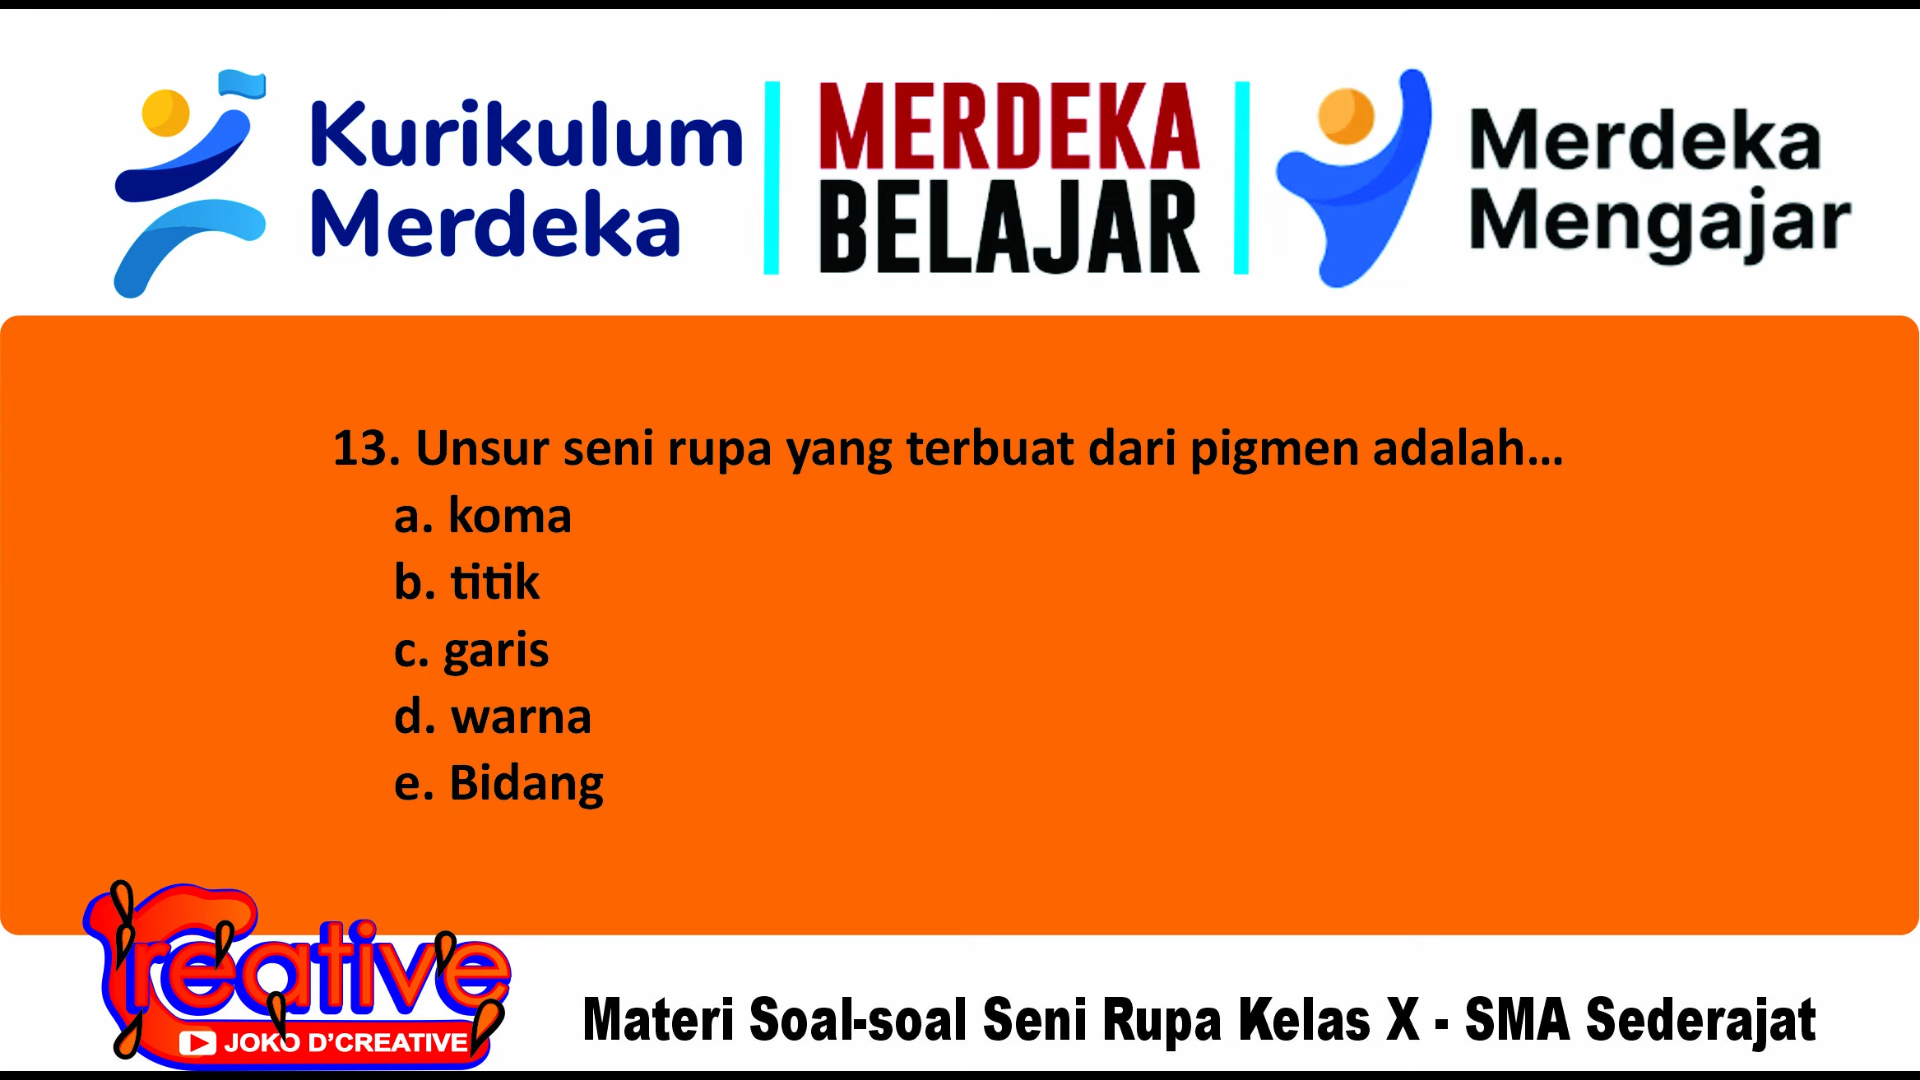 Kurikulum
Merdeka
MERDEKA
BELAJAR
Merdeka
Mengajar
13. Unsur seni rupa yang terbuat dari pigmen adalah...
a. koma
b. titik
c. garis
d. warna
e. Bidang
Creative
JOKO D'CREATIVE
Materi Soal-soal Seni Rupa Kelas X - SMA Sederajat